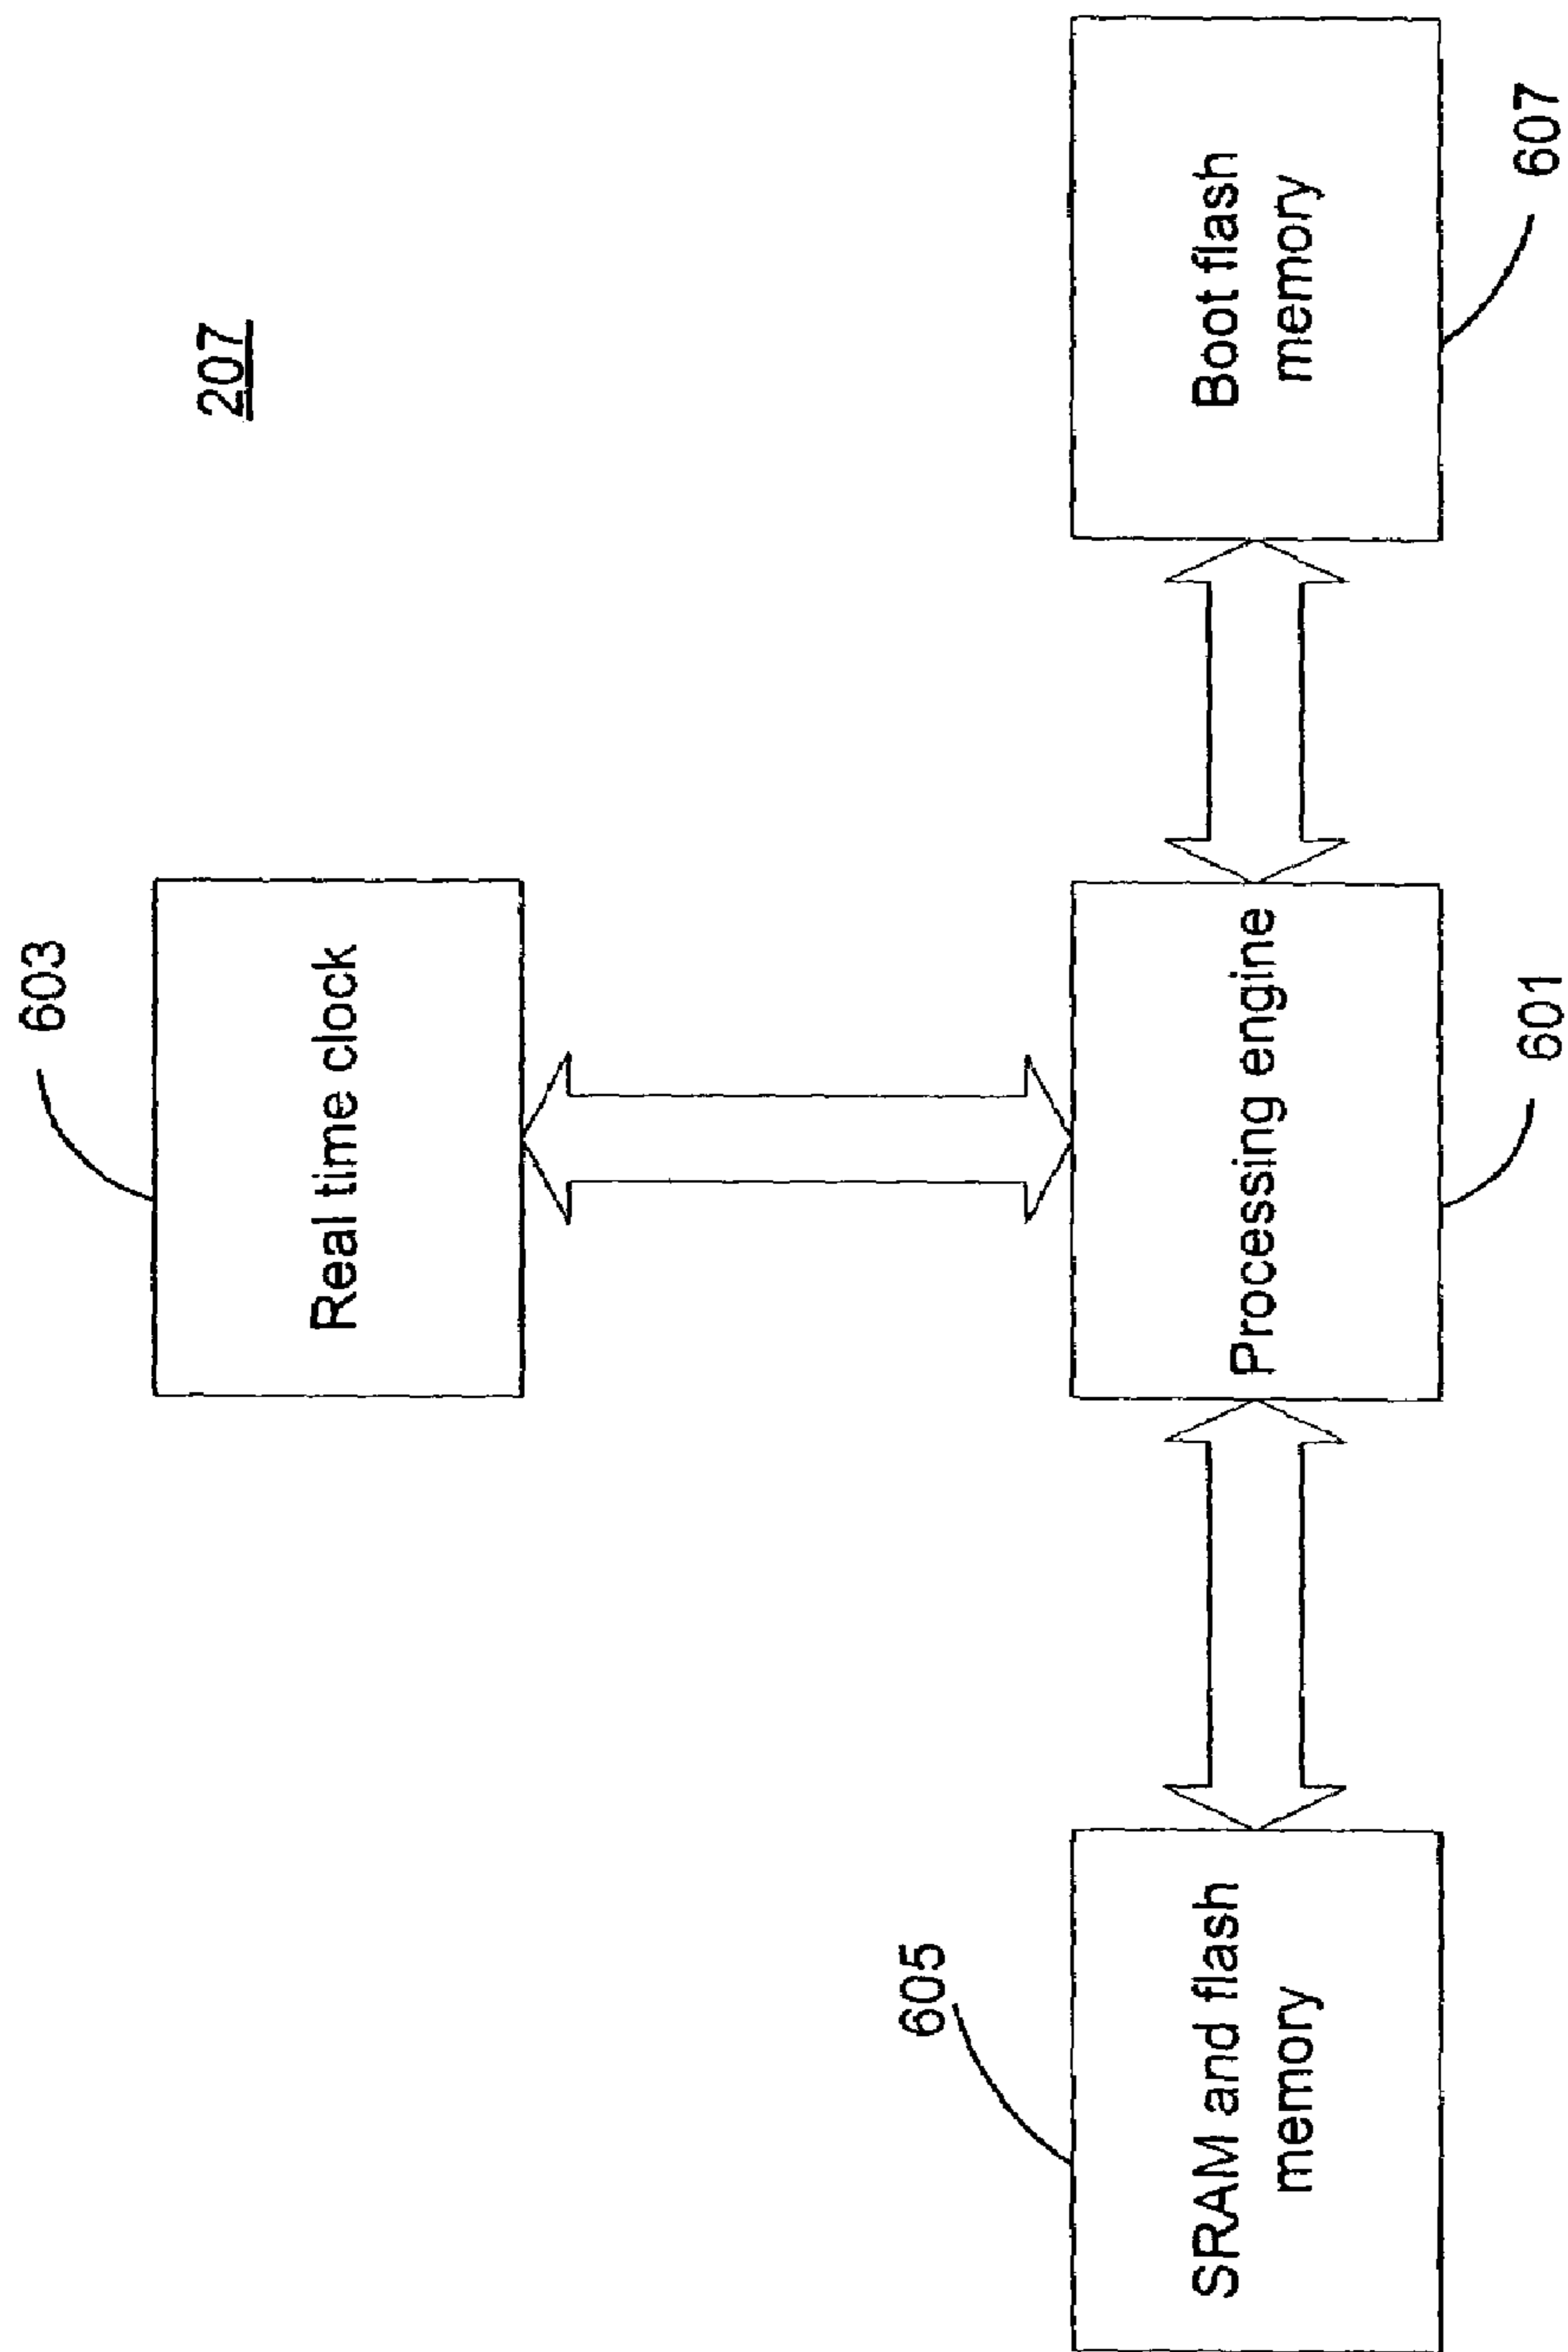 207
603
Real time clock
605
SRAM and flash
memory
Processing engine
601
Boot flash
memory
607